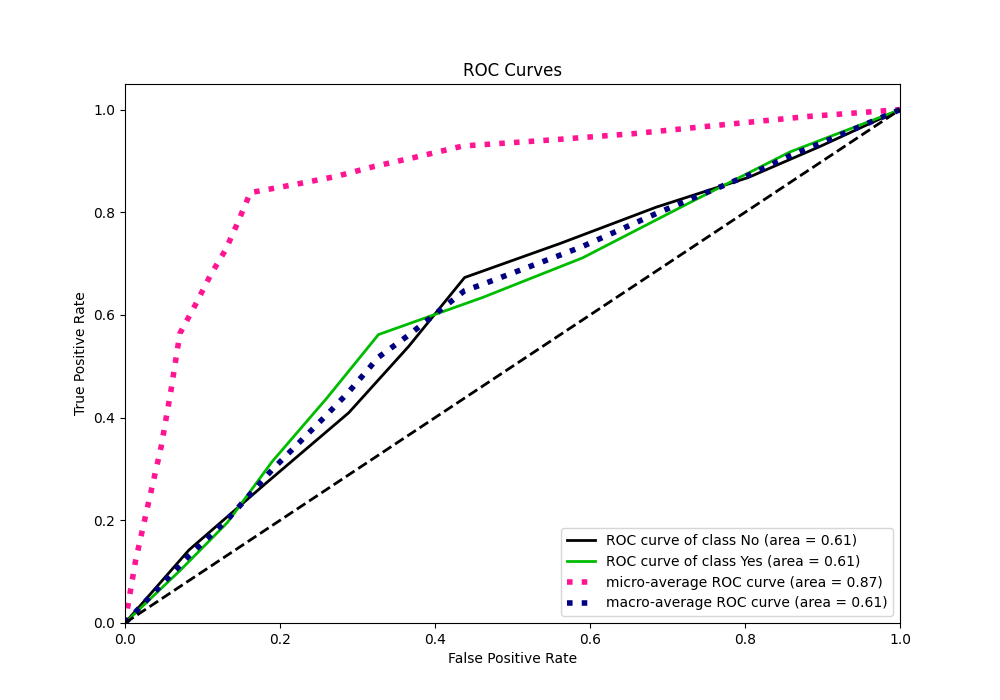 ROC Curves
True Positive Rate
1.0
0.8
0.6
0.4
0.2
0.0
0.0 0.2 0.4 0.6 0.8 1.0
False Positive Rate
ROC curve of class No (area = 0.61)
ROC curve of class Yes (area = 0.61)
micro-average ROC curve (area = 0.87)
macro-average ROC curve (area = 0.61)